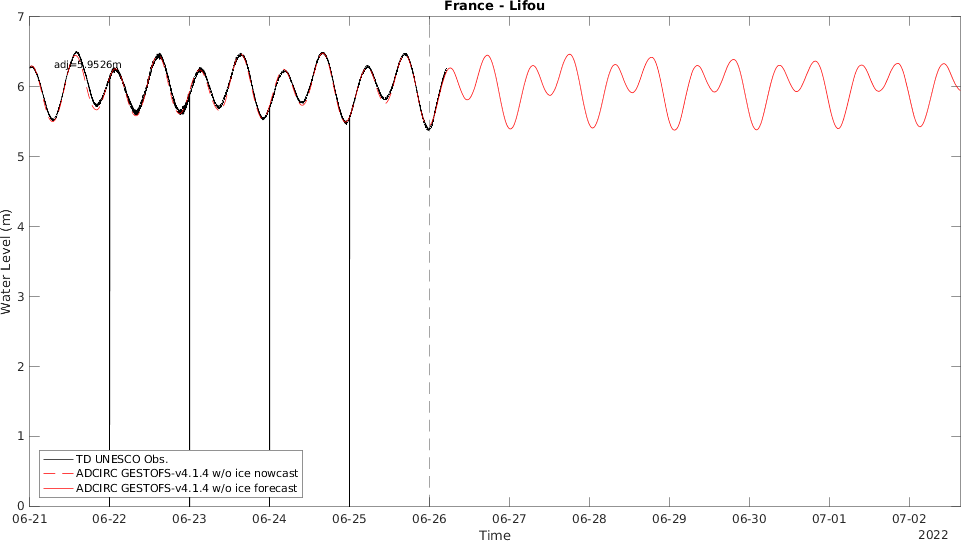 France - Lifou
7
6
5
4
3
2
1
0
Water Level (m)
adj=5.9526m
TD UNESCO Obs.
ADCIRC GESTOFS-v4.1.4 w/o ice nowcast
ADCIRC GESTOFS-v4.1.4 w/o ice forecast
06-21 06-22 06-23 06-24 06-25 06-26 06-27 06-28 06-29 06-30 07-01 07-02
Time
2022